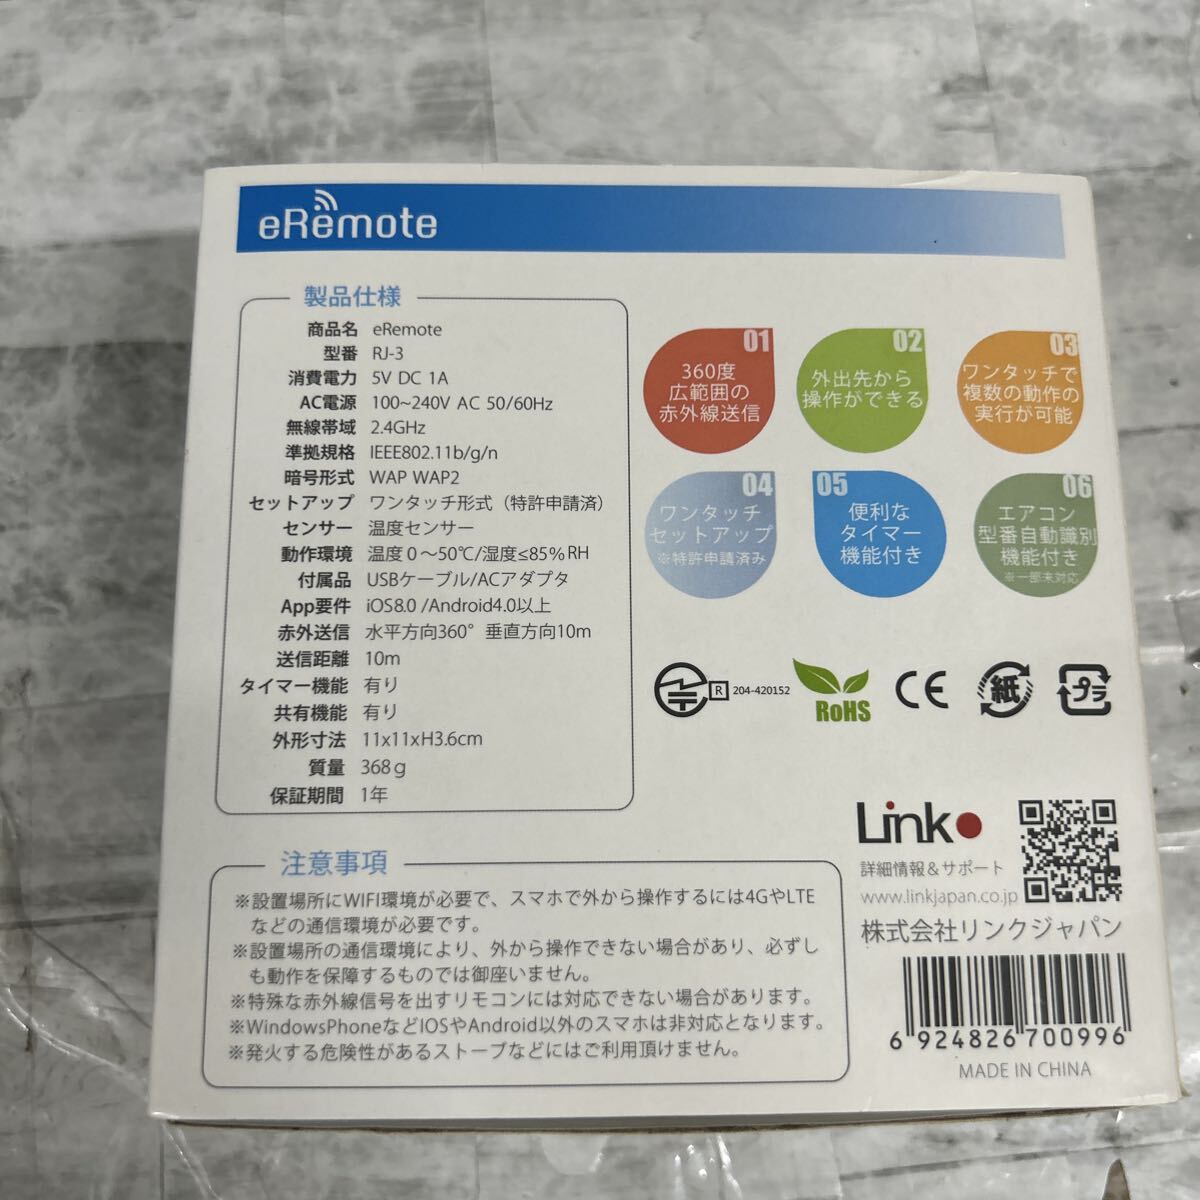 eRemote
製品仕様
商品名 eRemote
型番 RJ-3
消費電力 5V DC 1A
AC電源 100~240V AC 50/60Hz
無線帯域 2.4GHz
準拠規格 IEEE802.11b/g/n
暗号形式 WAP WAP2
セットアップ ワンタッチ形式（特許申請済）
センサー 温度センサー
動作環境 温度０～50℃/湿度≤85% RH
付属品 USBケーブル/ACアダプタ
App要件 iOS8.0 /Android4.0以上
赤外送信 水平方向360° 垂直方向10m
送信距離 10m
タイマー機能 有り
共有機能 有り
外形寸法 11x11xH3.6cm
質量 368g
保証期間 1年
01
360度
広範囲の
赤外線送信
02
外出先から
操作ができる
03
ワンタッチで
複数の動作の
実行が可能
04
ワンタッチ
セットアップ
※特許申請済み
05
便利な
タイマー
機能付き
06
エアコン
型番自動識別
機能付き
※一部未対応
R 204-420152
RoHS
CE
紙
プラ
注意事項
※設置場所にWIFI環境が必要で、スマホで外から操作するには4GやLTE
などの通信環境が必要です。
※設置場所の通信環境により、外から操作できない場合があり、必ずし
も動作を保障するものでは御座いません。
※特殊な赤外線信号を出すリモコンには対応できない場合があります。
※WindowsPhoneなどIOSやAndroid以外のスマホは非対応となります。
※発火する危険性があるストーブなどにはご利用頂けません。
Link
詳細情報＆サポート
www.linkjapan.co.jp
株式会社リンクジャパン
6 924826 700996
MADE IN CHINA